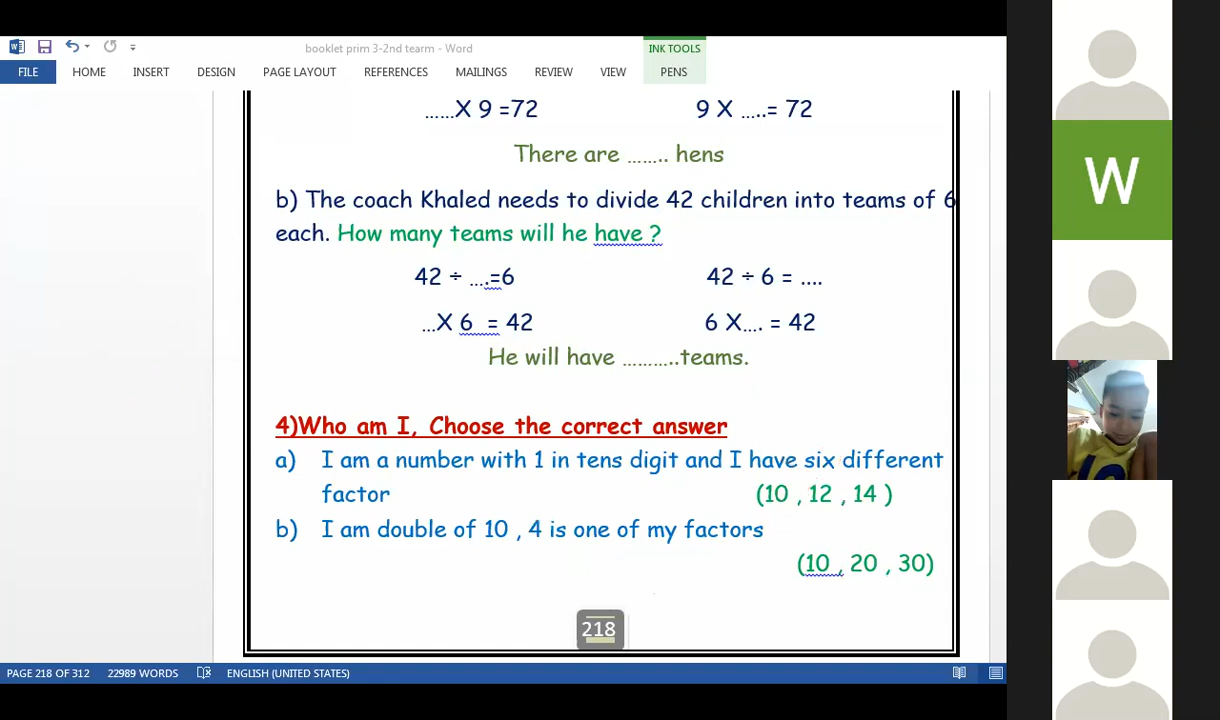 booklet prim 3-2nd tearm - Word
INK TOOLS
FILE HOME INSERT DESIGN PAGE LAYOUT REFERENCES MAILINGS REVIEW VIEW PENS
......X 9 =72 9 X .....= 72
There are ........ hens
b) The coach Khaled needs to divide 42 children into teams of 6
each. How many teams will he have ?
42 ÷ ....=6 42 ÷ 6 = ....
...X 6 = 42 6 X.... = 42
He will have ..........teams.
4)Who am I, Choose the correct answer
a) I am a number with 1 in tens digit and I have six different
factor (10 , 12 , 14 )
b) I am double of 10 , 4 is one of my factors
(10 , 20 , 30)
218
PAGE 218 OF 312 22989 WORDS ENGLISH (UNITED STATES)
W